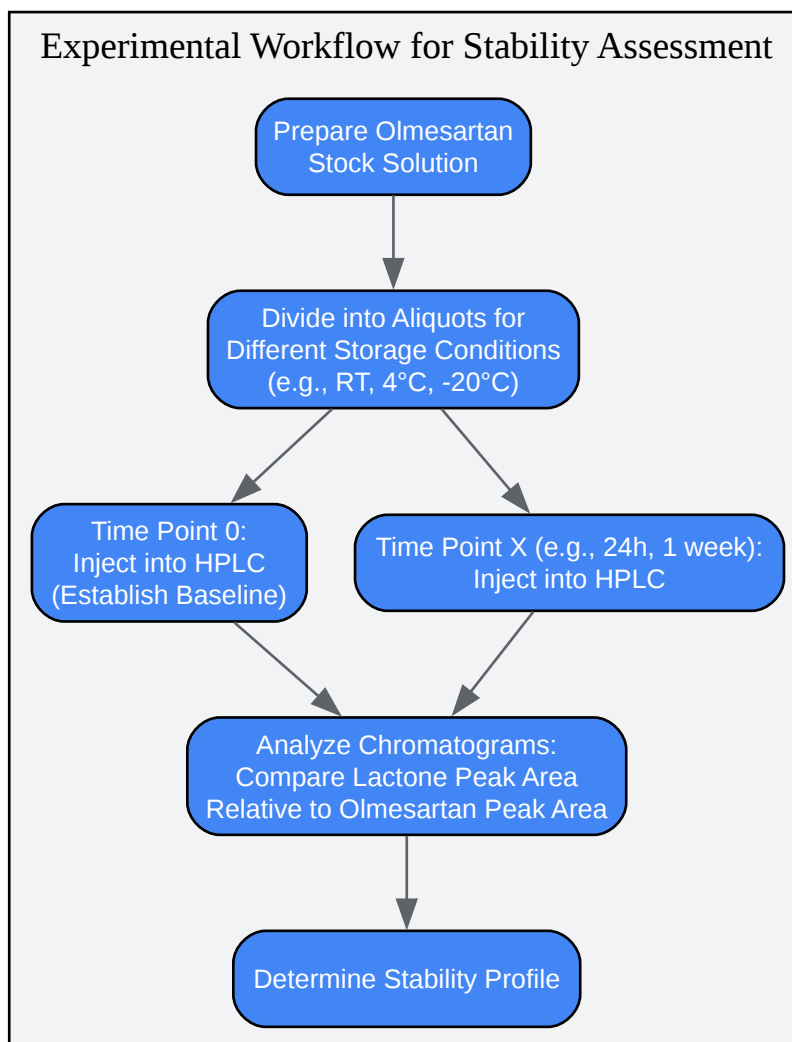 Experimental Workflow for Stability Assessment
Prepare Olmesartan
Stock Solution
Divide into Aliquots for
Different Storage Conditions
(e.g., RT, 4°C, -20°C)
Time Point 0:
Inject into HPLC
(Establish Baseline)
Time Point X (e.g., 24h, 1 week):
Inject into HPLC
Analyze Chromatograms:
Compare Lactone Peak Area
Relative to Olmesartan Peak Area
Determine Stability Profile